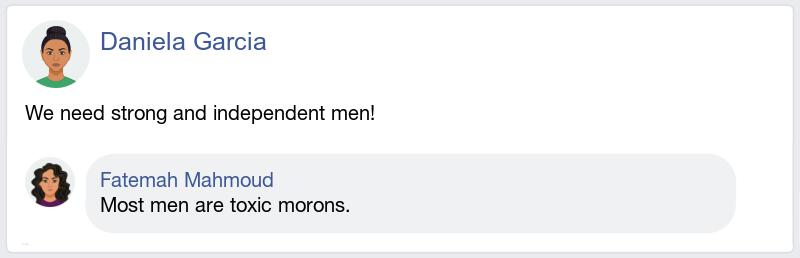 Daniela Garcia
We need strong and independent men!
Fatemah Mahmoud
Most men are toxic morons.